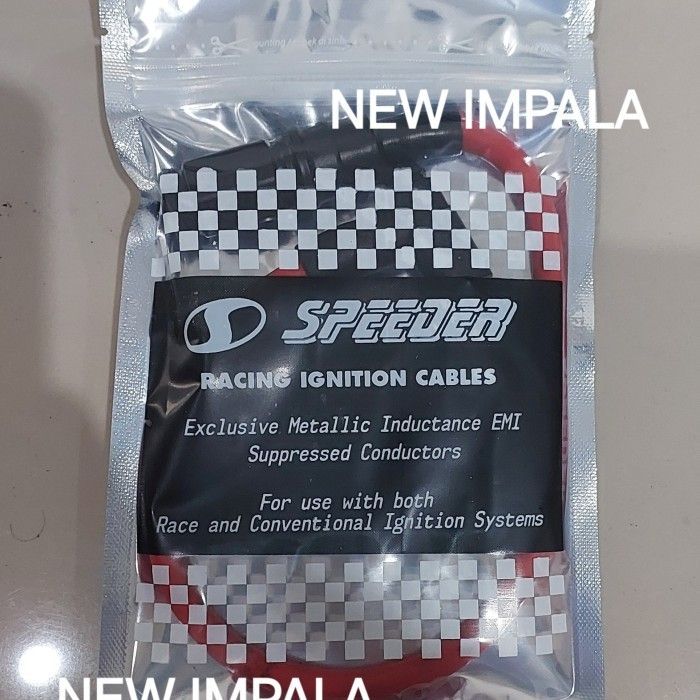 NEW IMPALA
SPEEDER
RACING IGNITION CABLES
Exclusive Metallic Inductance EMI
Suppressed Conductors
For use with both
Race and Conventional Ignition Systems
NEW IMPALA